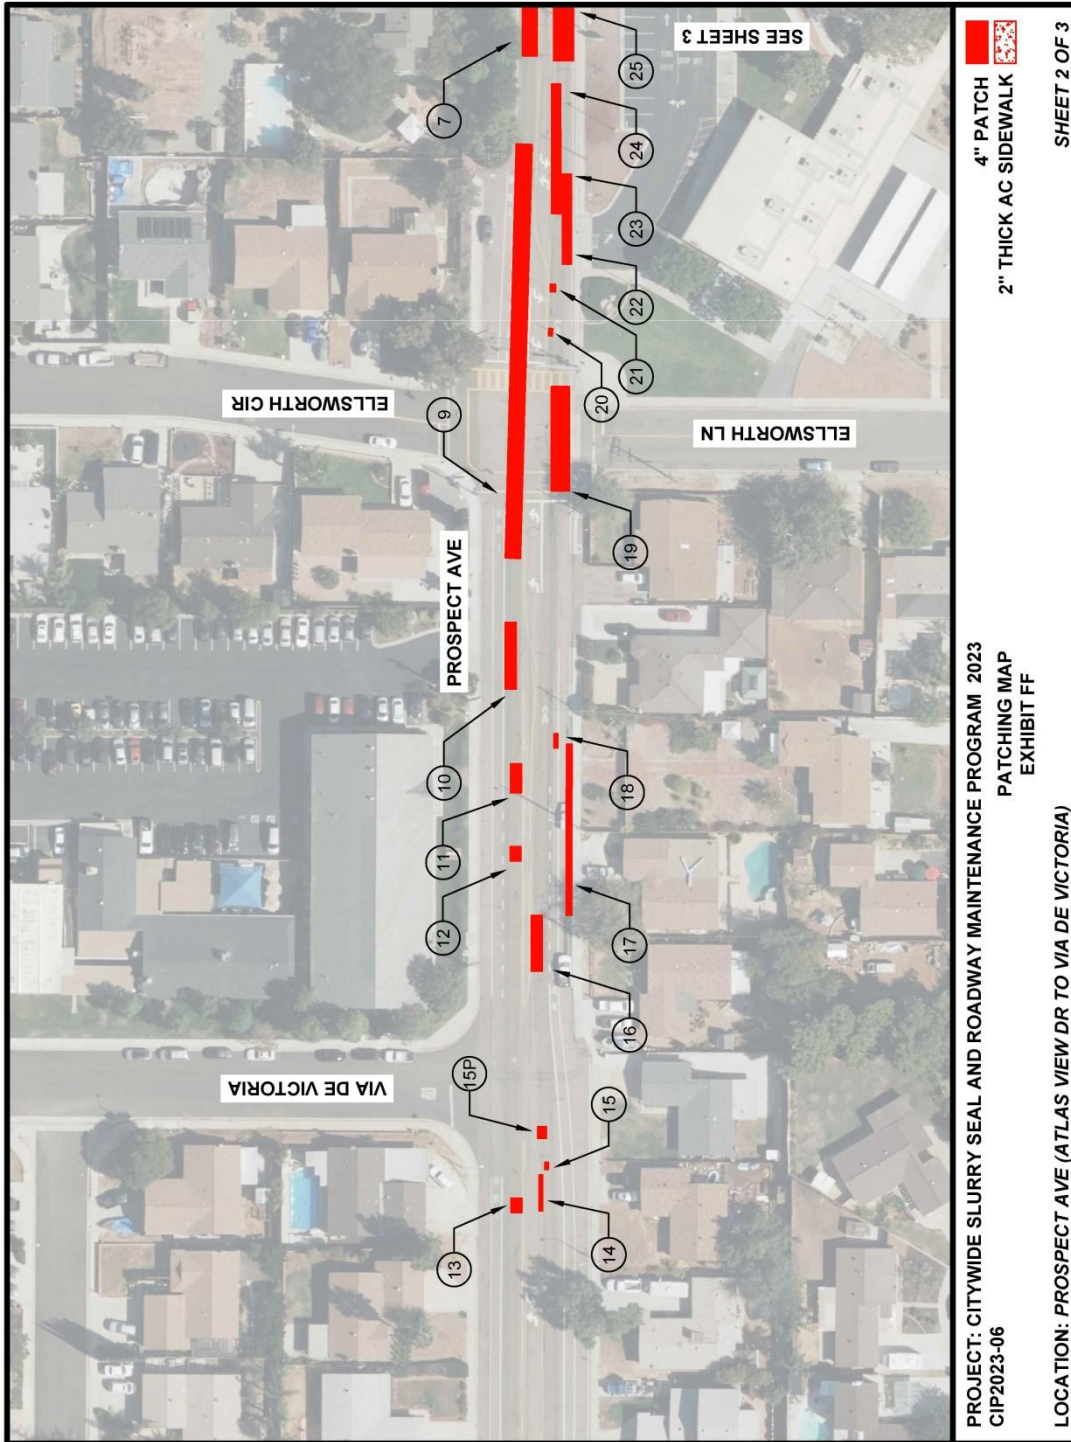 7
25
SEE SHEET 3
24
23
22
21
20
ELLSWORTH CIR
9
ELLSWORTH LN
19
PROSPECT AVE
10
18
11
12
17
16
VIA DE VICTORIA
15P
15
14
13
PROJECT: CITYWIDE SLURRY SEAL AND ROADWAY MAINTENANCE PROGRAM 2023
CIP2023-06
PATCHING MAP
EXHIBIT FF
LOCATION: PROSPECT AVE (ATLAS VIEW DR TO VIA DE VICTORIA)
4" PATCH
2" THICK AC SIDEWALK
SHEET 2 OF 3